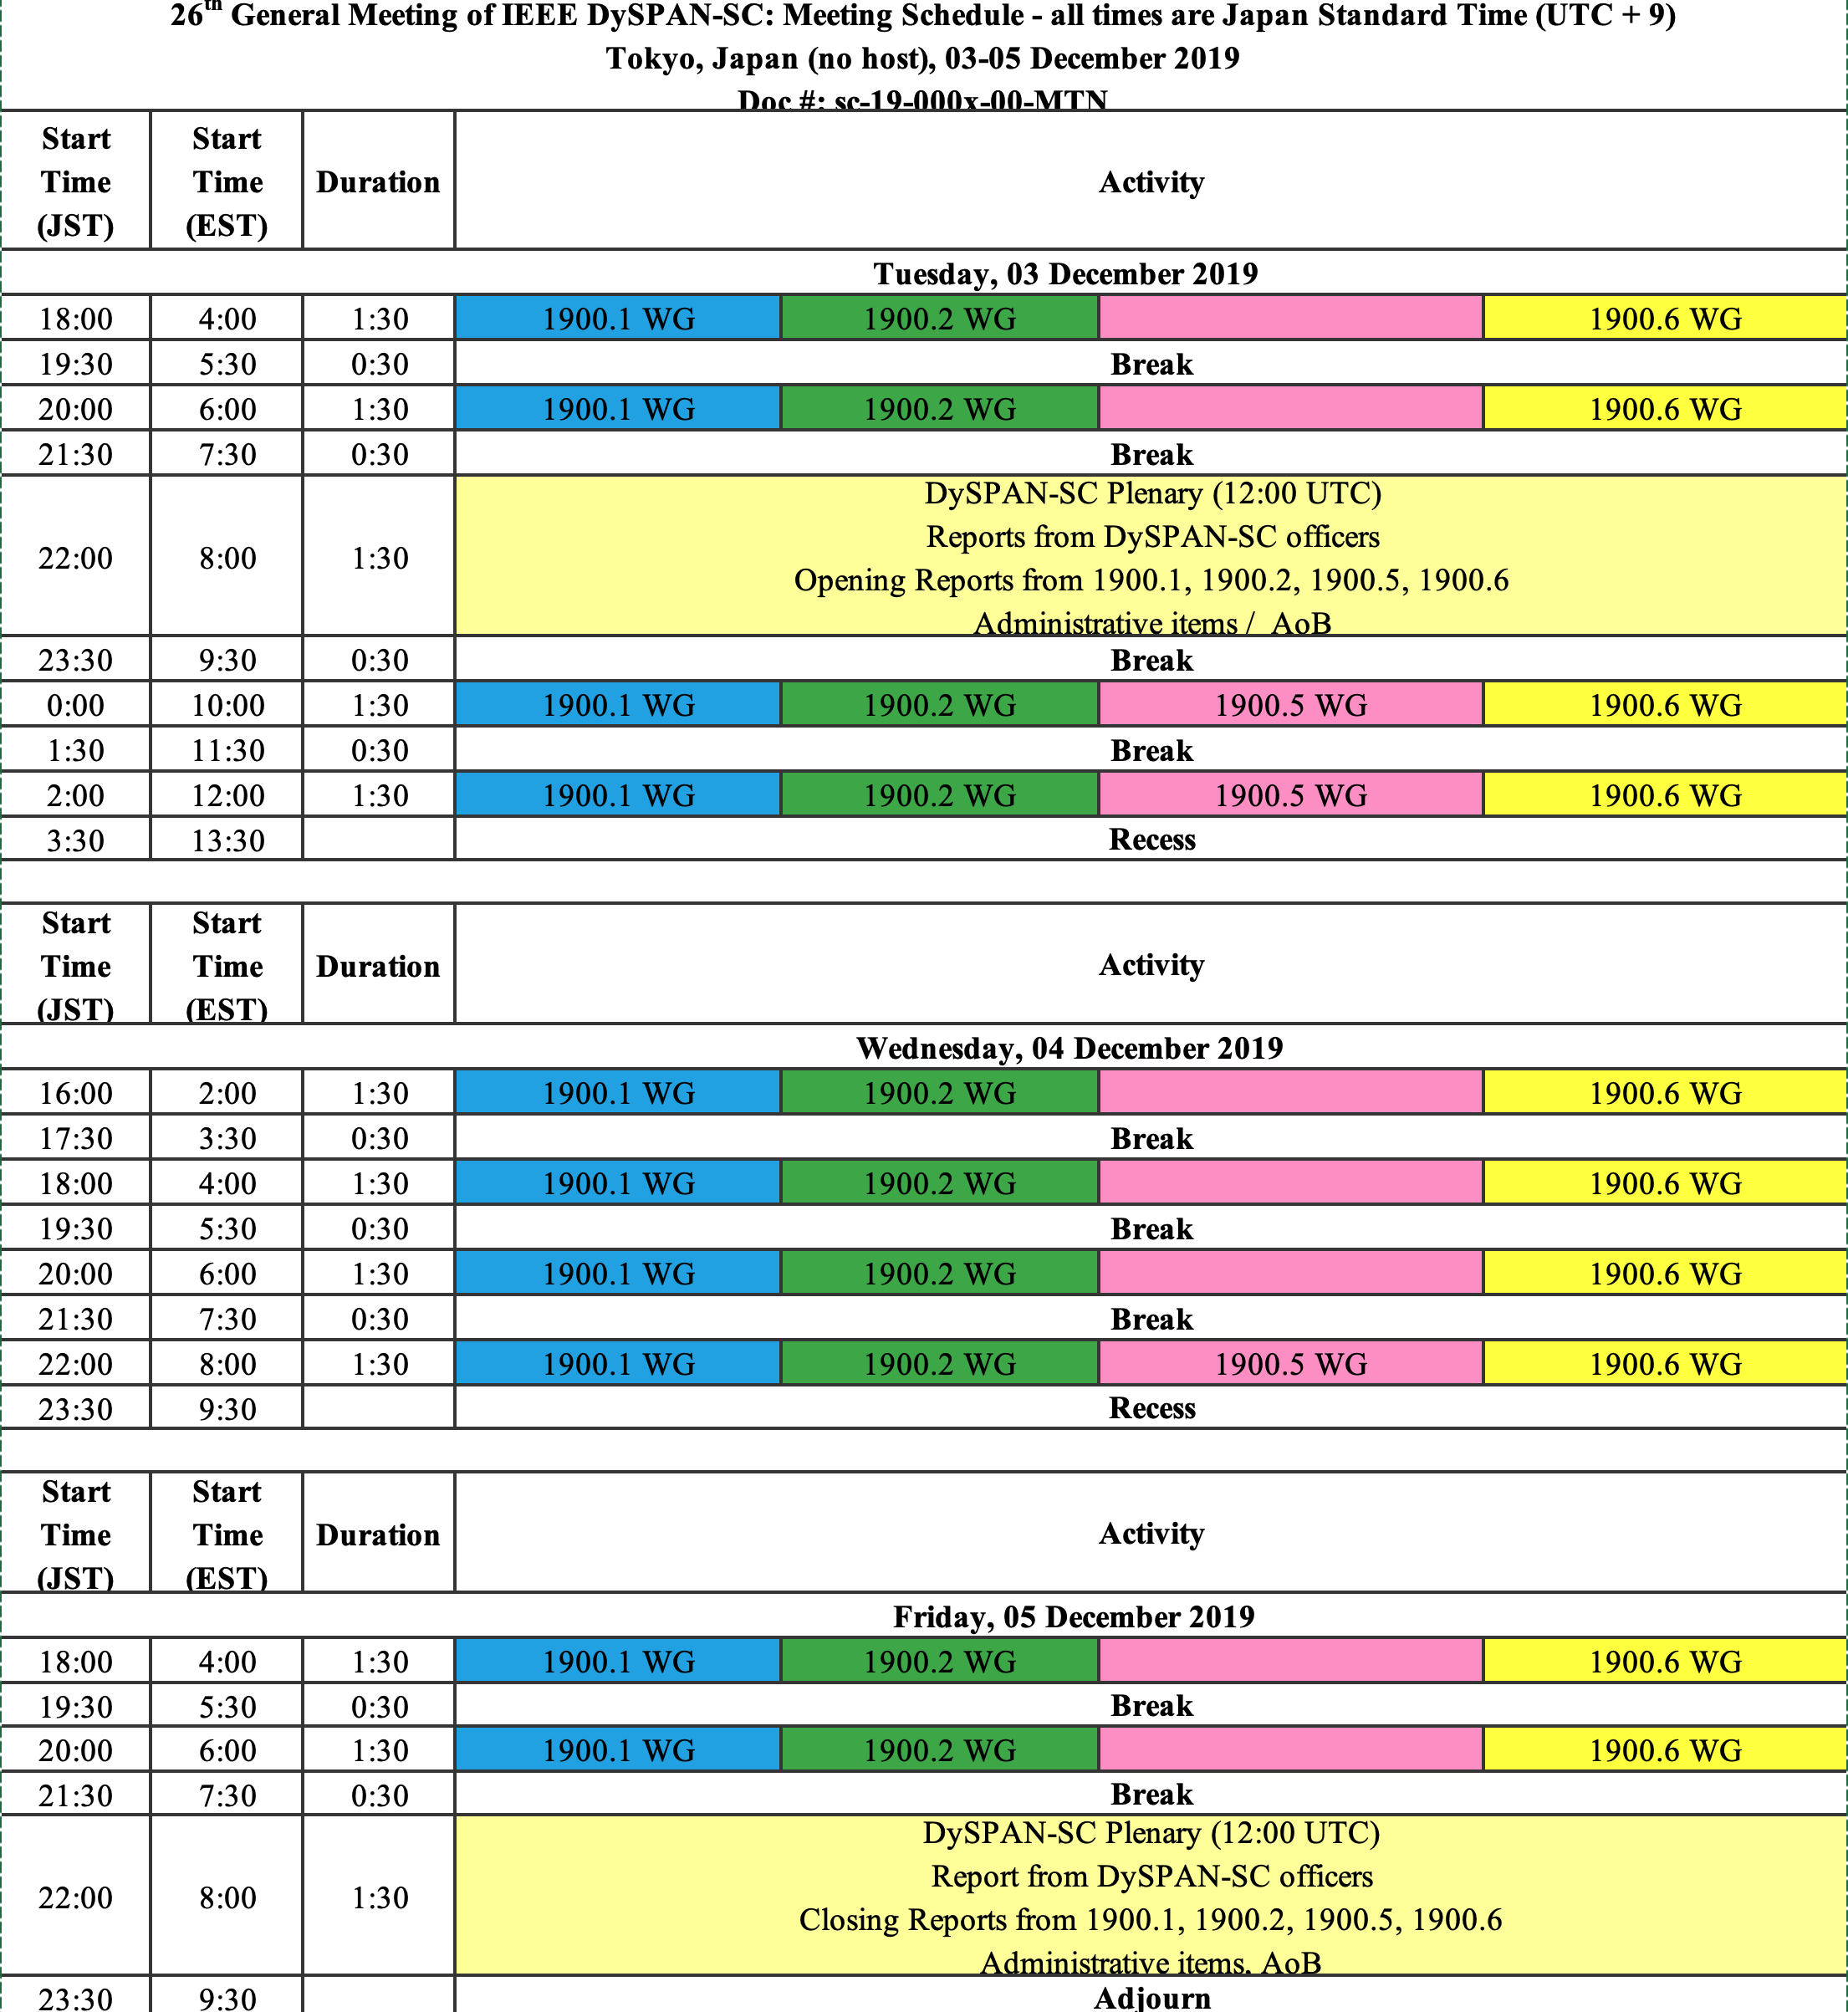 26th General Meeting of IEEE DySPAN-SC: Meeting Schedule - all times are Japan Standard Time (UTC + 9)
Tokyo, Japan (no host), 03-05 December 2019
Doc #: sc-19-000x-00-MTN
Start Time (JST) Start Time (EST) Duration Activity
Tuesday, 03 December 2019
18:00 4:00 1:30 1900.1 WG 1900.2 WG 1900.6 WG
19:30 5:30 0:30 Break
20:00 6:00 1:30 1900.1 WG 1900.2 WG 1900.6 WG
21:30 7:30 0:30 Break
22:00 8:00 1:30 DySPAN-SC Plenary (12:00 UTC)
Reports from DySPAN-SC officers
Opening Reports from 1900.1, 1900.2, 1900.5, 1900.6
Administrative items / AoB
23:30 9:30 0:30 Break
0:00 10:00 1:30 1900.1 WG 1900.2 WG 1900.5 WG 1900.6 WG
1:30 11:30 0:30 Break
2:00 12:00 1:30 1900.1 WG 1900.2 WG 1900.5 WG 1900.6 WG
3:30 13:30 Recess
Start Time (JST) Start Time (EST) Duration Activity
Wednesday, 04 December 2019
16:00 2:00 1:30 1900.1 WG 1900.2 WG 1900.6 WG
17:30 3:30 0:30 Break
18:00 4:00 1:30 1900.1 WG 1900.2 WG 1900.6 WG
19:30 5:30 0:30 Break
20:00 6:00 1:30 1900.1 WG 1900.2 WG 1900.6 WG
21:30 7:30 0:30 Break
22:00 8:00 1:30 1900.1 WG 1900.2 WG 1900.5 WG 1900.6 WG
23:30 9:30 Recess
Start Time (JST) Start Time (EST) Duration Activity
Friday, 05 December 2019
18:00 4:00 1:30 1900.1 WG 1900.2 WG 1900.6 WG
19:30 5:30 0:30 Break
20:00 6:00 1:30 1900.1 WG 1900.2 WG 1900.6 WG
21:30 7:30 0:30 Break
22:00 8:00 1:30 DySPAN-SC Plenary (12:00 UTC)
Report from DySPAN-SC officers
Closing Reports from 1900.1, 1900.2, 1900.5, 1900.6
Administrative items, AoB
23:30 9:30 Adjourn